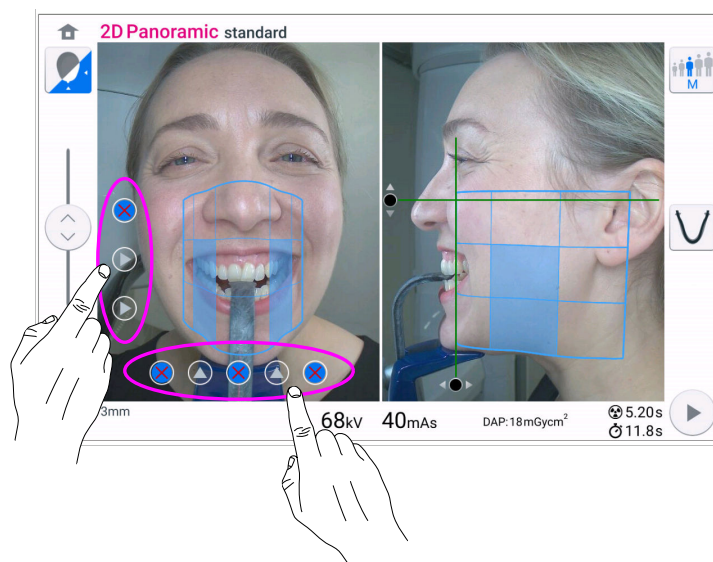 2D Panoramic standard
M
3mm
68kV
40mAs
DAP:18mGycm²
5.20s
11.8s